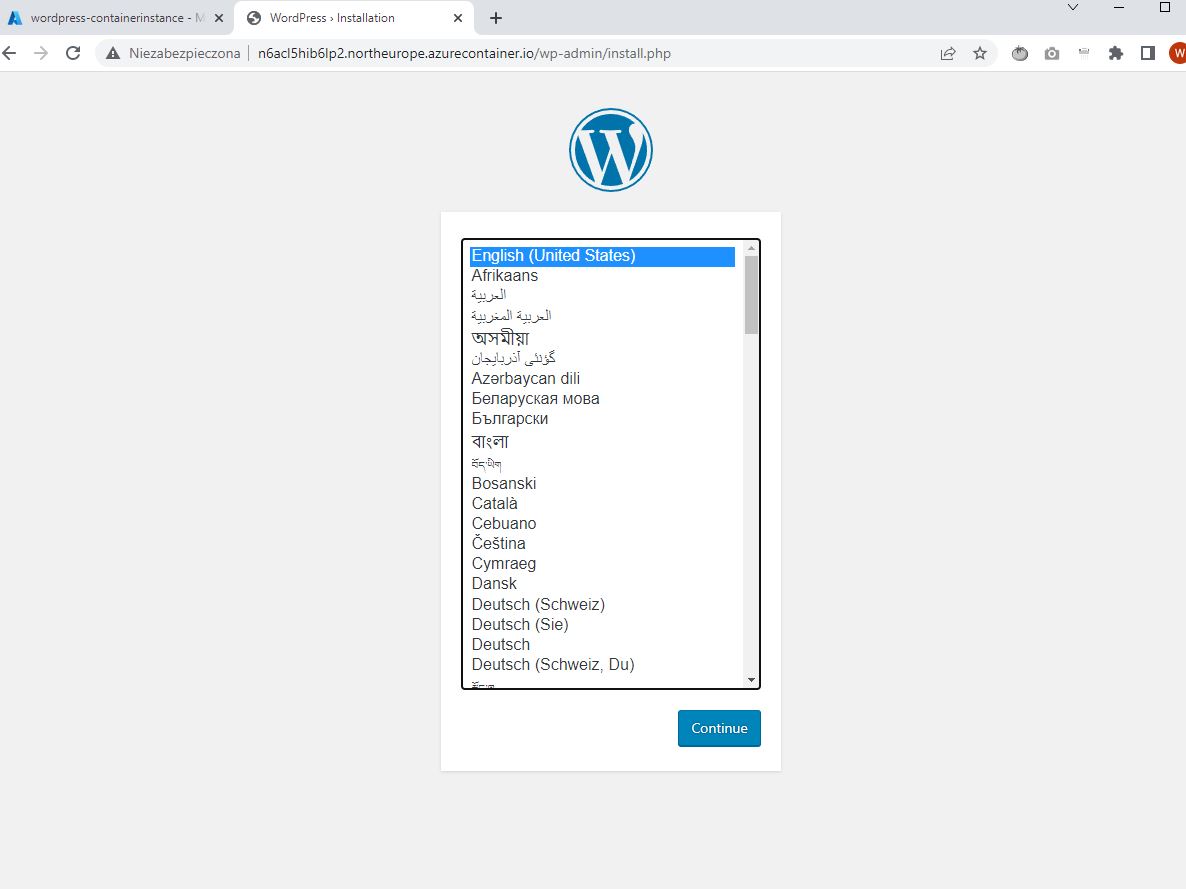 wordpress-containerinstance - M
WordPress › Installation
Niezabezpieczona
n6acl5hib6lp2.northeurope.azurecontainer.io/wp-admin/install.php
W
English (United States)
Afrikaans
العربية
العربية المغربية
অসমীয়া
گؤنئی آذربایجان
Azərbaycan dili
Беларуская мова
Български
বাংলা
བོད་ཡིག
Bosanski
Català
Cebuano
Čeština
Cymraeg
Dansk
Deutsch (Schweiz)
Deutsch (Sie)
Deutsch
Deutsch (Schweiz, Du)
Continue